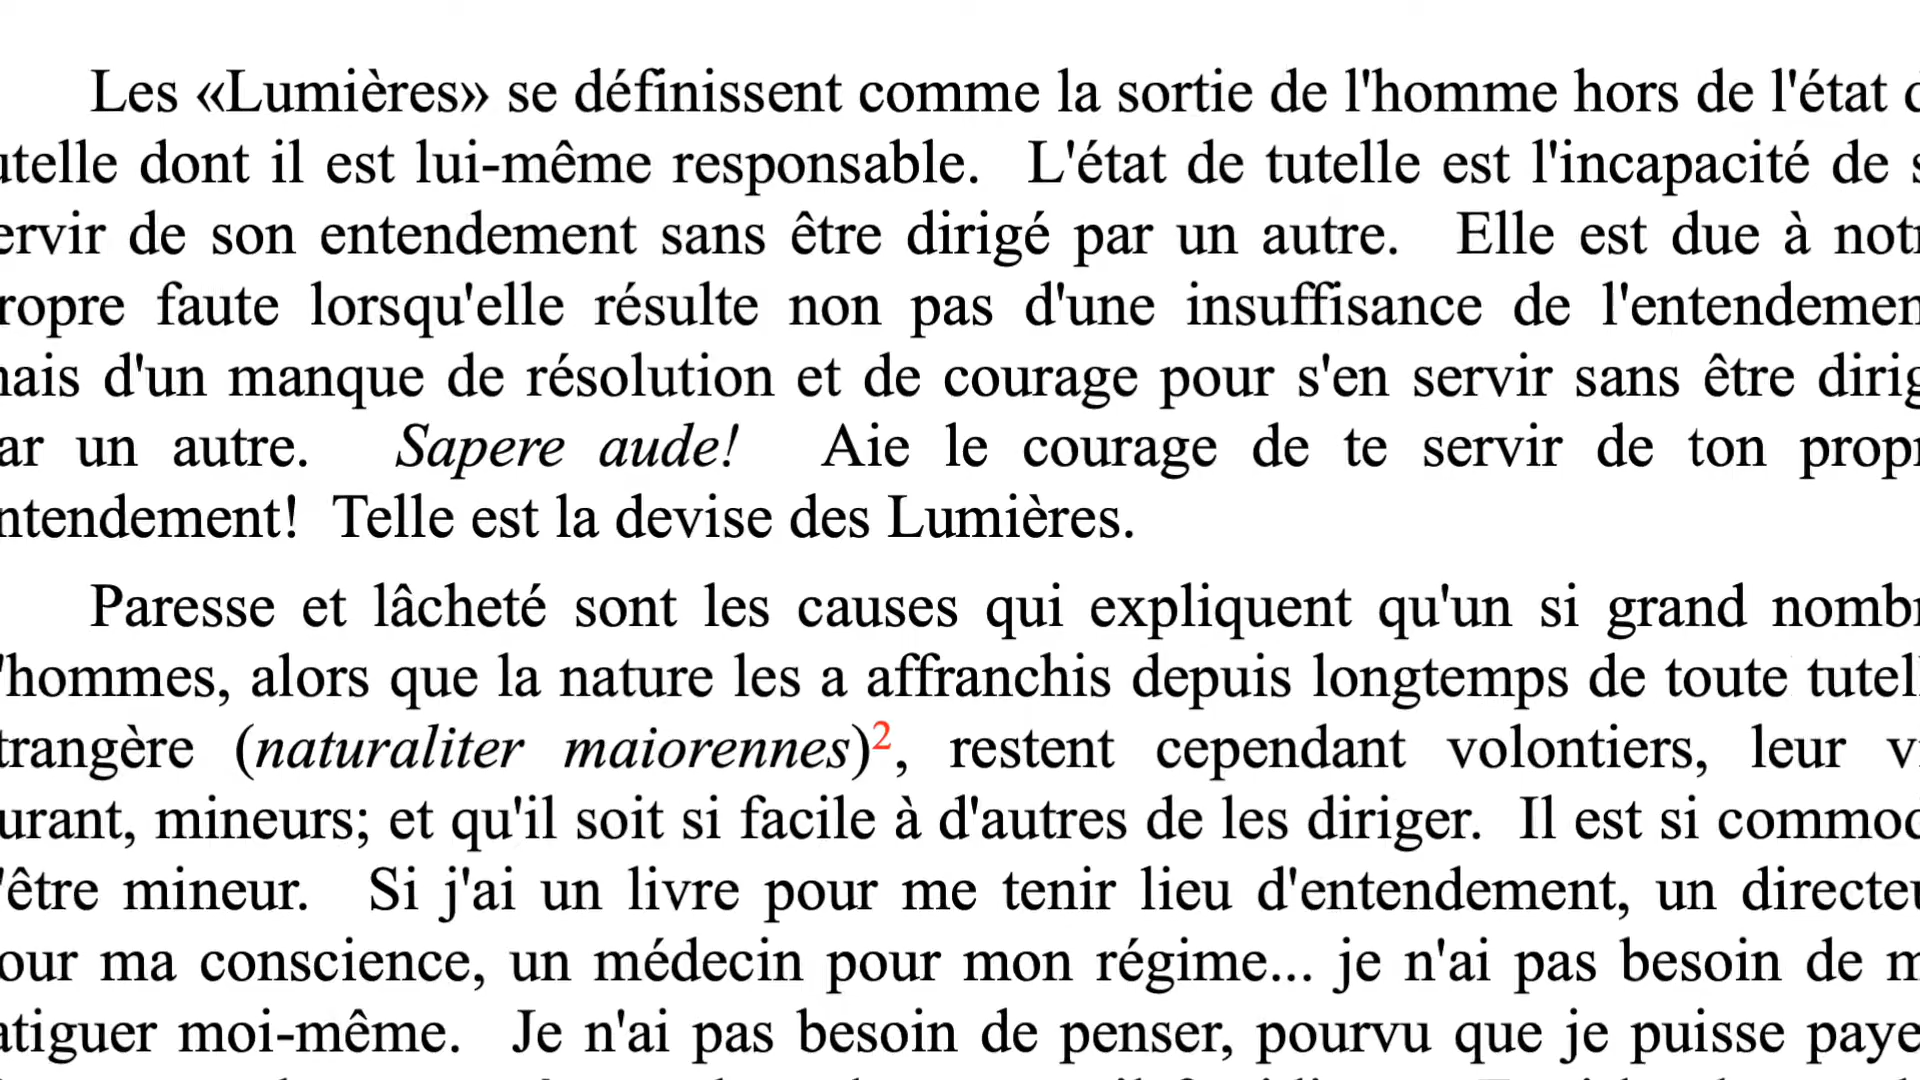 Les «Lumières» se définissent comme la sortie de l'homme hors de l'état d
utelle dont il est lui-même responsable. L'état de tutelle est l'incapacité de s
ervir de son entendement sans être dirigé par un autre. Elle est due à notr
ropre faute lorsqu'elle résulte non pas d'une insuffisance de l'entendemen
nais d'un manque de résolution et de courage pour s'en servir sans être dirig
ar un autre. Sapere aude! Aie le courage de te servir de ton propr
ntendement! Telle est la devise des Lumières.
Paresse et lâcheté sont les causes qui expliquent qu'un si grand nombr
'hommes, alors que la nature les a affranchis depuis longtemps de toute tutell
trangère (naturaliter maiorennes)2, restent cependant volontiers, leur vi
urant, mineurs; et qu'il soit si facile à d'autres de les diriger. Il est si commod
'être mineur. Si j'ai un livre pour me tenir lieu d'entendement, un directeu
our ma conscience, un médecin pour mon régime... je n'ai pas besoin de m
atiguer moi-même. Je n'ai pas besoin de penser, pourvu que je puisse paye